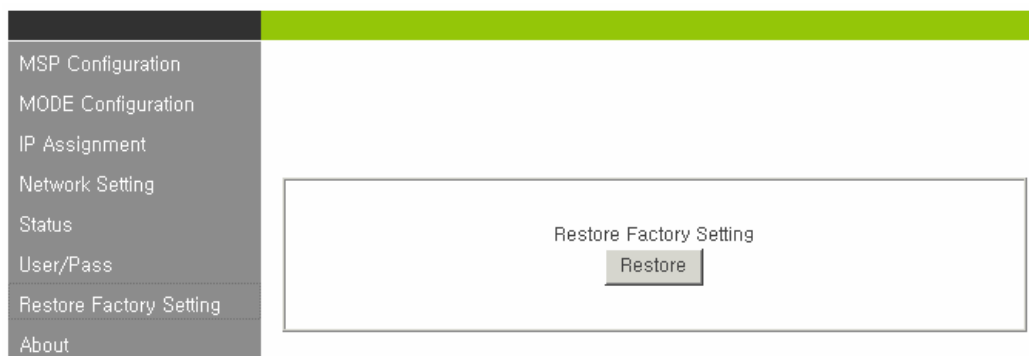 MSP Configuration
MODE Configuration
IP Assignment
Network Setting
Status
User/Pass
Restore Factory Setting
About
Restore Factory Setting
Restore